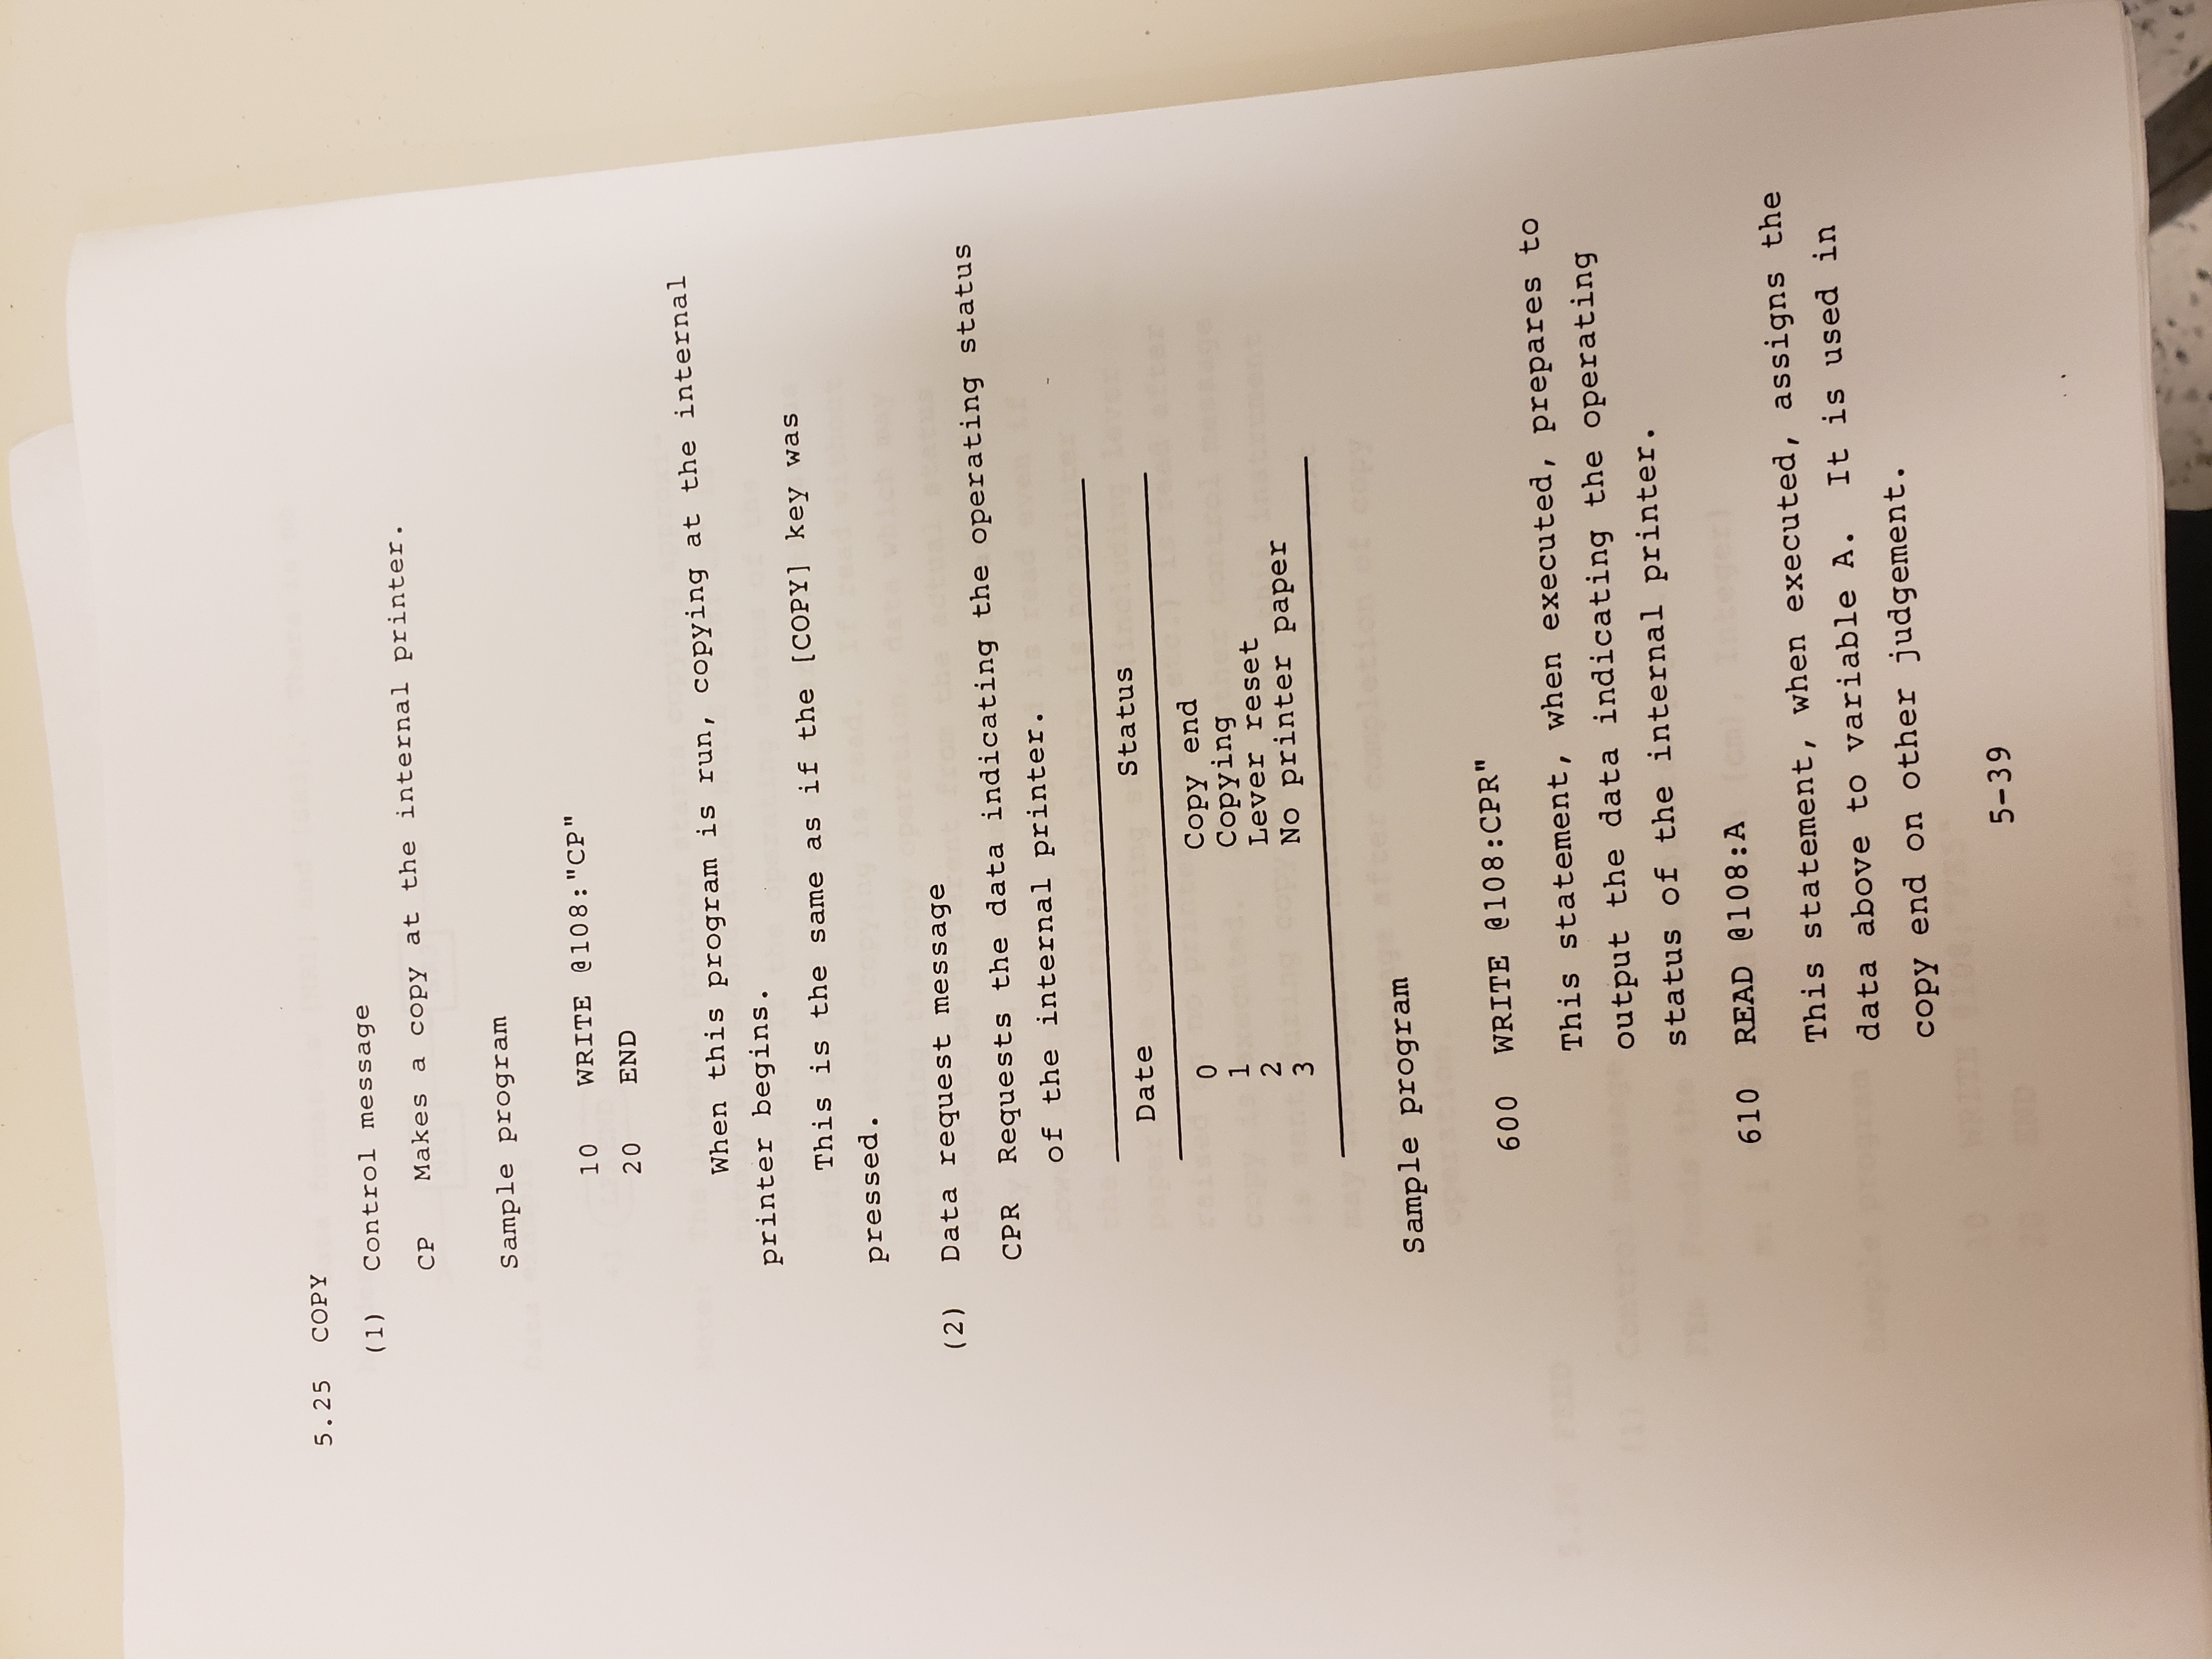 5.25 COPY
(1) Control message
CP Makes a copy at the internal printer.
Sample program
10 WRITE @108:"CP"
20 END
When this program is run, copying at the internal
printer begins.
This is the same as if the [COPY] key was
pressed.
(2) Data request message
CPR Requests the data indicating the operating status
of the internal printer.
Date Status
0 Copy end
1 Copying
2 Lever reset
3 No printer paper
Sample program
600 WRITE @108:CPR"
This statement, when executed, prepares to
output the data indicating the operating
status of the internal printer.
610 READ @108:A
This statement, when executed, assigns the
data above to variable A. It is used in
copy end on other judgement.
5-39